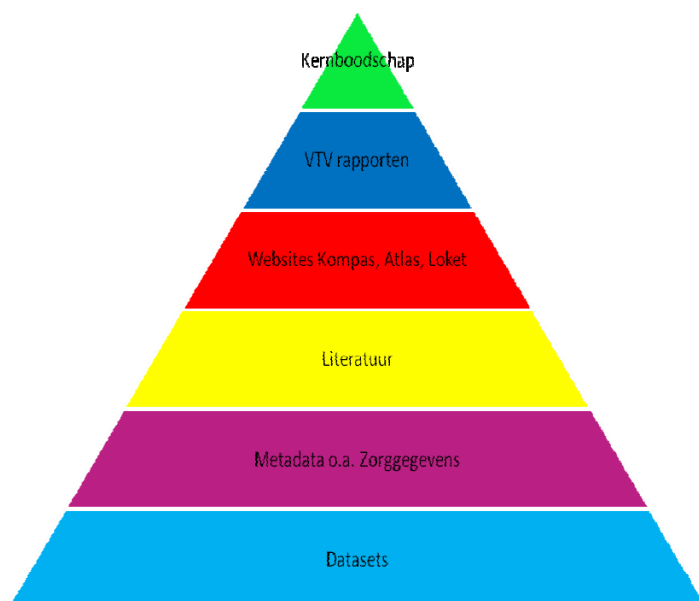 Kernboodschap
VTV rapporten
Websites Kompas, Atlas, Loket
Literatuur
Metadata o.a. Zorggegevens
Datasets